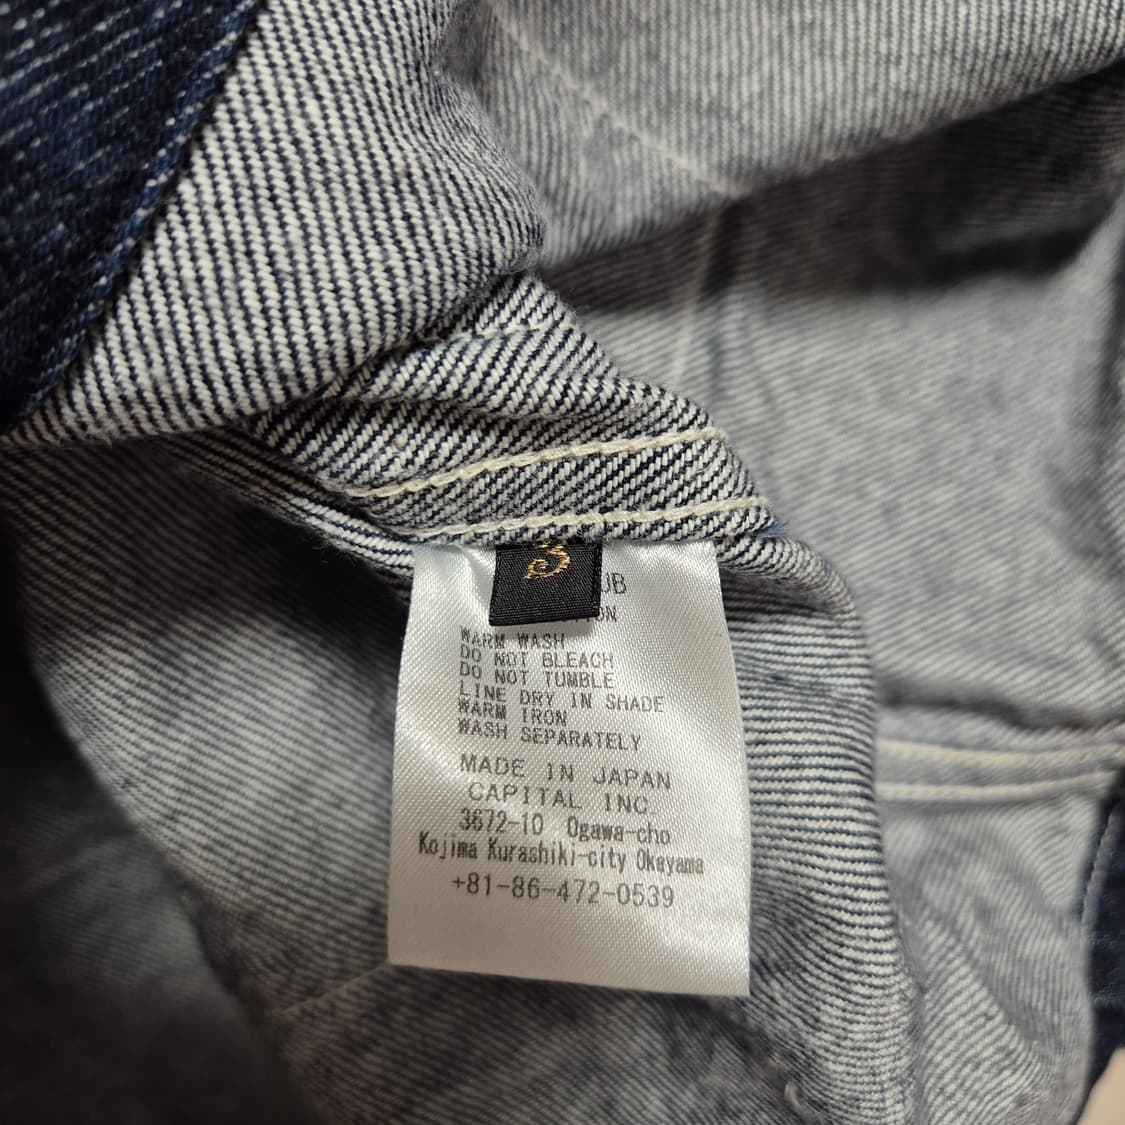 3
WARM WASH
DO NOT BLEACH
DO NOT TUMBLE
LINE DRY IN SHADE
WARM IRON
WASH SEPARATELY
MADE IN JAPAN
CAPITAL INC.
3672-10 Ogawa-cho
Kojima Kurashiki-city Okayama
+81-86-472-0539